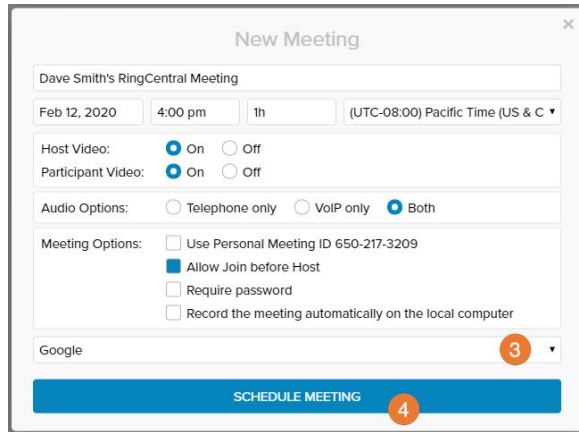 New Meeting
Dave Smith's RingCentral Meeting
Feb 12, 2020 4:00 pm 1h (UTC-08:00) Pacific Time (US & C
Host Video: On Off
Participant Video: On Off
Audio Options: Telephone only VoIP only Both
Meeting Options: Use Personal Meeting ID 650-217-3209
Allow Join before Host
Require password
Record the meeting automatically on the local computer
Google 3
SCHEDULE MEETING 4